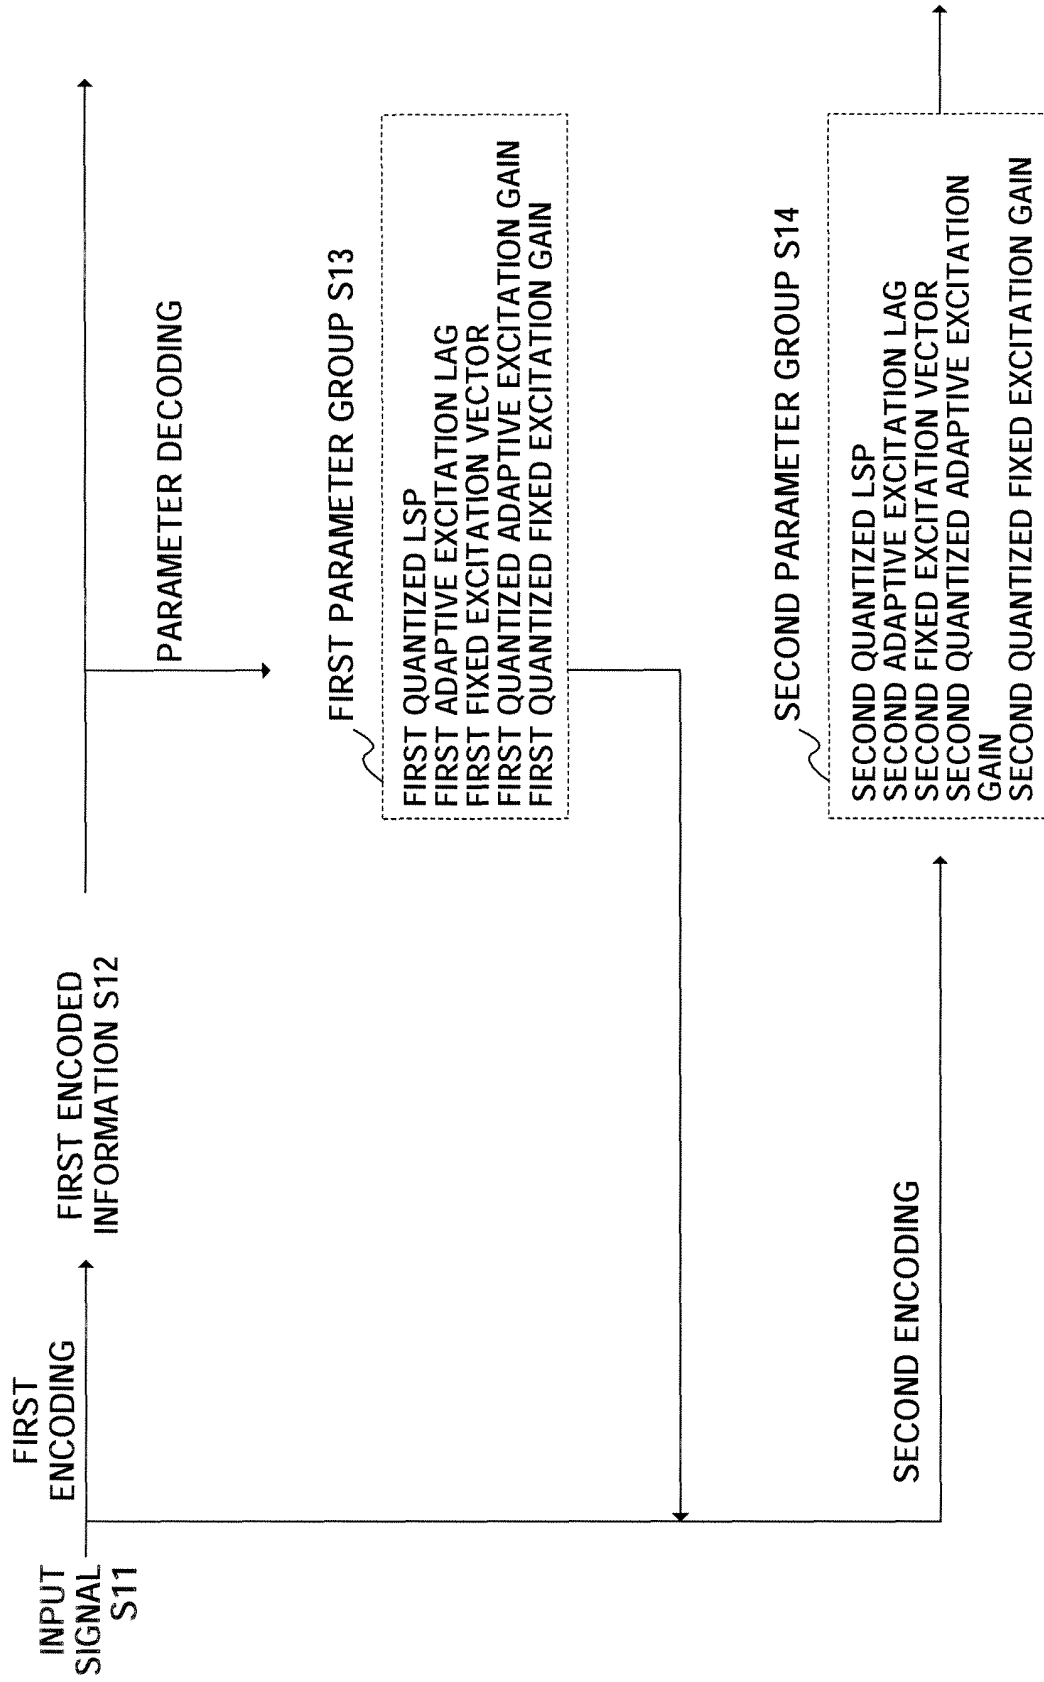 INPUT
SIGNAL
S11
FIRST
ENCODING
FIRST ENCODED
INFORMATION S12
PARAMETER DECODING
FIRST PARAMETER GROUP S13
FIRST QUANTIZED LSP
FIRST ADAPTIVE EXCITATION LAG
FIRST FIXED EXCITATION VECTOR
FIRST QUANTIZED ADAPTIVE EXCITATION GAIN
FIRST QUANTIZED FIXED EXCITATION GAIN
SECOND ENCODING
SECOND PARAMETER GROUP S14
SECOND QUANTIZED LSP
SECOND ADAPTIVE EXCITATION LAG
SECOND FIXED EXCITATION VECTOR
SECOND QUANTIZED ADAPTIVE EXCITATION
GAIN
SECOND QUANTIZED FIXED EXCITATION GAIN